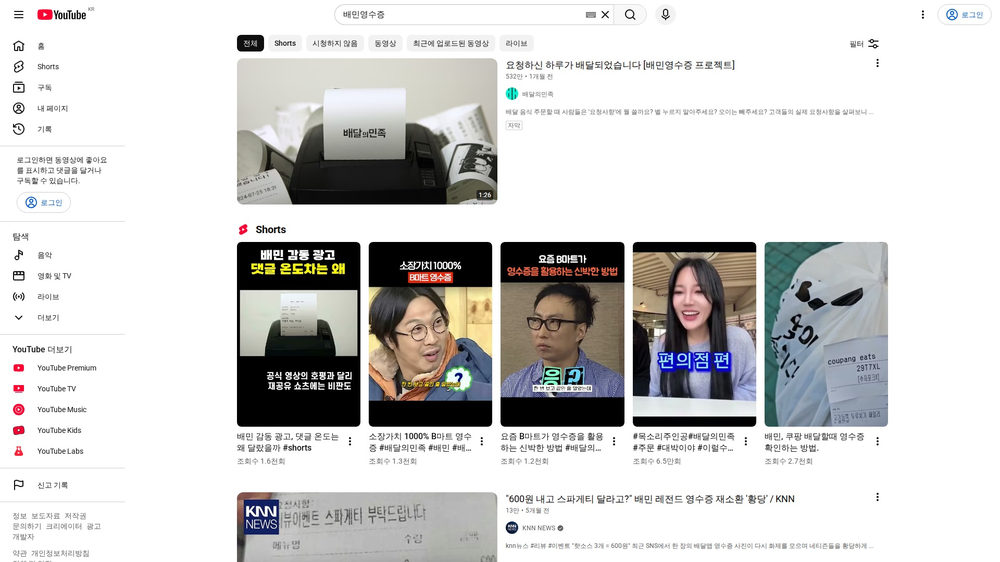 YouTube KR
배민영수증
로그인
홈
Shorts
구독
내 페이지
기록
로그인하면 동영상에 좋아요
를 표시하고 댓글을 달거나
구독할 수 있습니다.
로그인
탐색
음악
영화 및 TV
라이브
더보기
YouTube 더보기
YouTube Premium
YouTube TV
YouTube Music
YouTube Kids
YouTube Labs
신고 기록
정보 보도자료 저작권
문의하기 크리에이터 광고
개발자
약관 개인정보처리방침
전체
Shorts
시청하지 않음
동영상
최근에 업로드된 동영상
라이브
필터
배달의민족
1:26
요청하신 하루가 배달되었습니다 [배민영수증 프로젝트]
532만 • 1개월 전
배달의민족
배달 음식 주문할 때 사람들은 '요청사항'에 뭘 쓸까요? 벨 누르지 말아주세요? 오이는 빼주세요? 고객들의 실제 요청사항을 살펴보니 ...
자막
Shorts
배민 감동 광고
댓글 온도차는 왜
공식 영상의 호평과 달리
재공유 쇼츠에는 비판도
배민 감동 광고, 댓글 온도는
왜 달랐을까 #shorts
조회수 1.6천회
소장가치 1000%
B마트 영수증
?
소장가치 1000% B마트 영수
증 #배달의민족 #배민 #배...
조회수 1.3천회
요즘 B마트가
영수증을 활용하는 신박한 방법
요즘 B마트가 영수증을 활용
하는 신박한 방법 #배달의...
조회수 1.2천회
편의점편
#목소리주인공#배달의민족
#주문 #대박이야 #이럴수...
조회수 6.5만회
coupang eats
2977XL
배민, 쿠팡 배달할때 영수증
확인하는 방법.
조회수 2.7천회
KNN
NEWS
리뷰이벤트 스파게티 부탁드립니다
메뉴명
수량
"600원 내고 스파게티 달라고?" 배민 레전드 영수증 재소환 '황당' / KNN
13만 • 5개월 전
KNN NEWS
knn뉴스 #리뷰 #이벤트 "핫소스 3개 = 600원" 최근 SNS에서 한 장의 배달앱 영수증 사진이 다시 화제를 모으며 네티즌들을 황당하게 ...